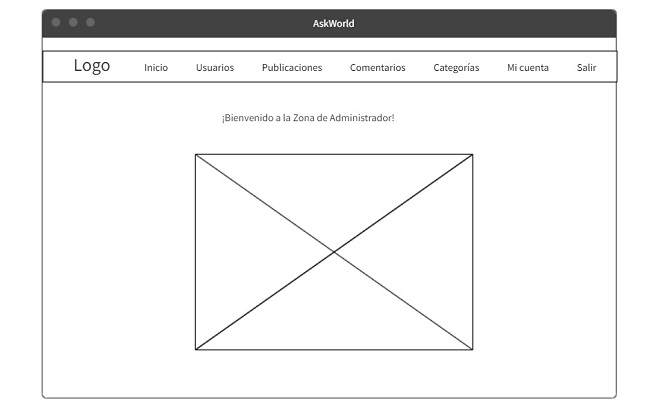 AskWorld
Logo Inicio Usuarios Publicaciones Comentarios Categorías Mi cuenta Salir
¡Bienvenido a la Zona de Administrador!